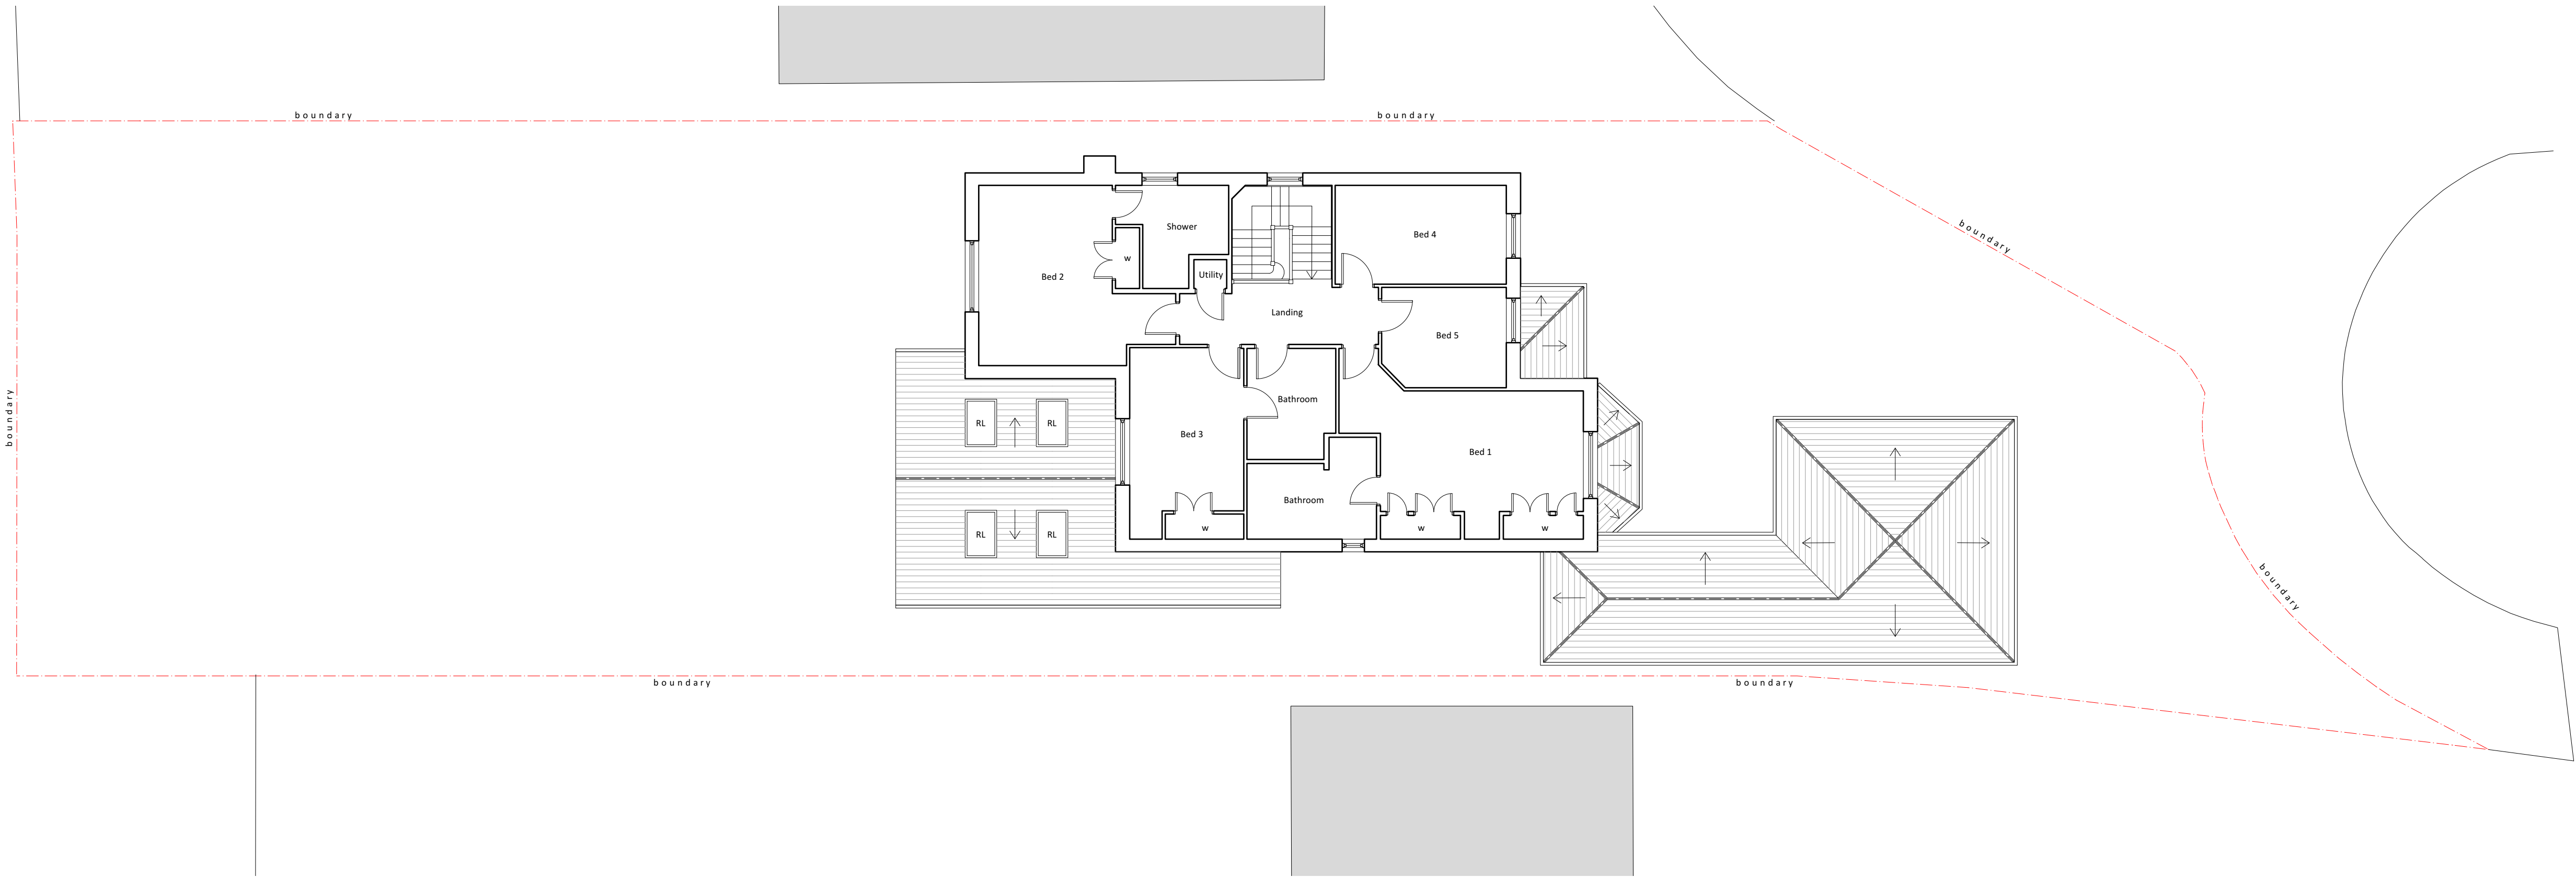 boundary
boundary
boundary
Shower
Bed 4
w
Utility
Bed 2
Landing
Bed 5
Bathroom
RL
RL
Bed 3
boundary
Bed 1
Bathroom
w
w
w
RL
RL
boundary
boundary
boundary